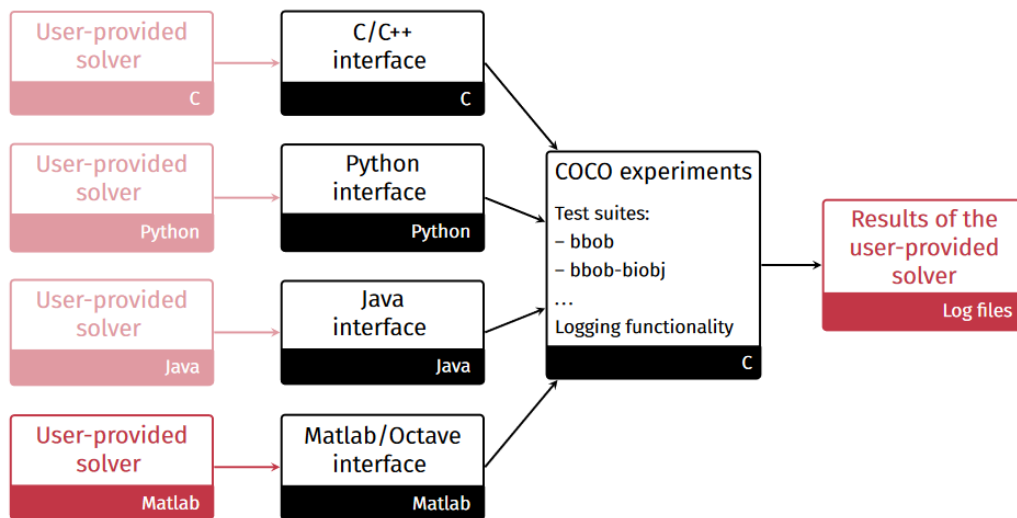 User-provided
solver
C
C/C++
interface
C
User-provided
solver
Python
Python
interface
Python
User-provided
solver
Java
Java
interface
Java
User-provided
solver
Matlab
Matlab/Octave
interface
Matlab
COCO experiments
Test suites:
– bbob
– bbob-biobj
...
Logging functionality
C
Results of the
user-provided
solver
Log files